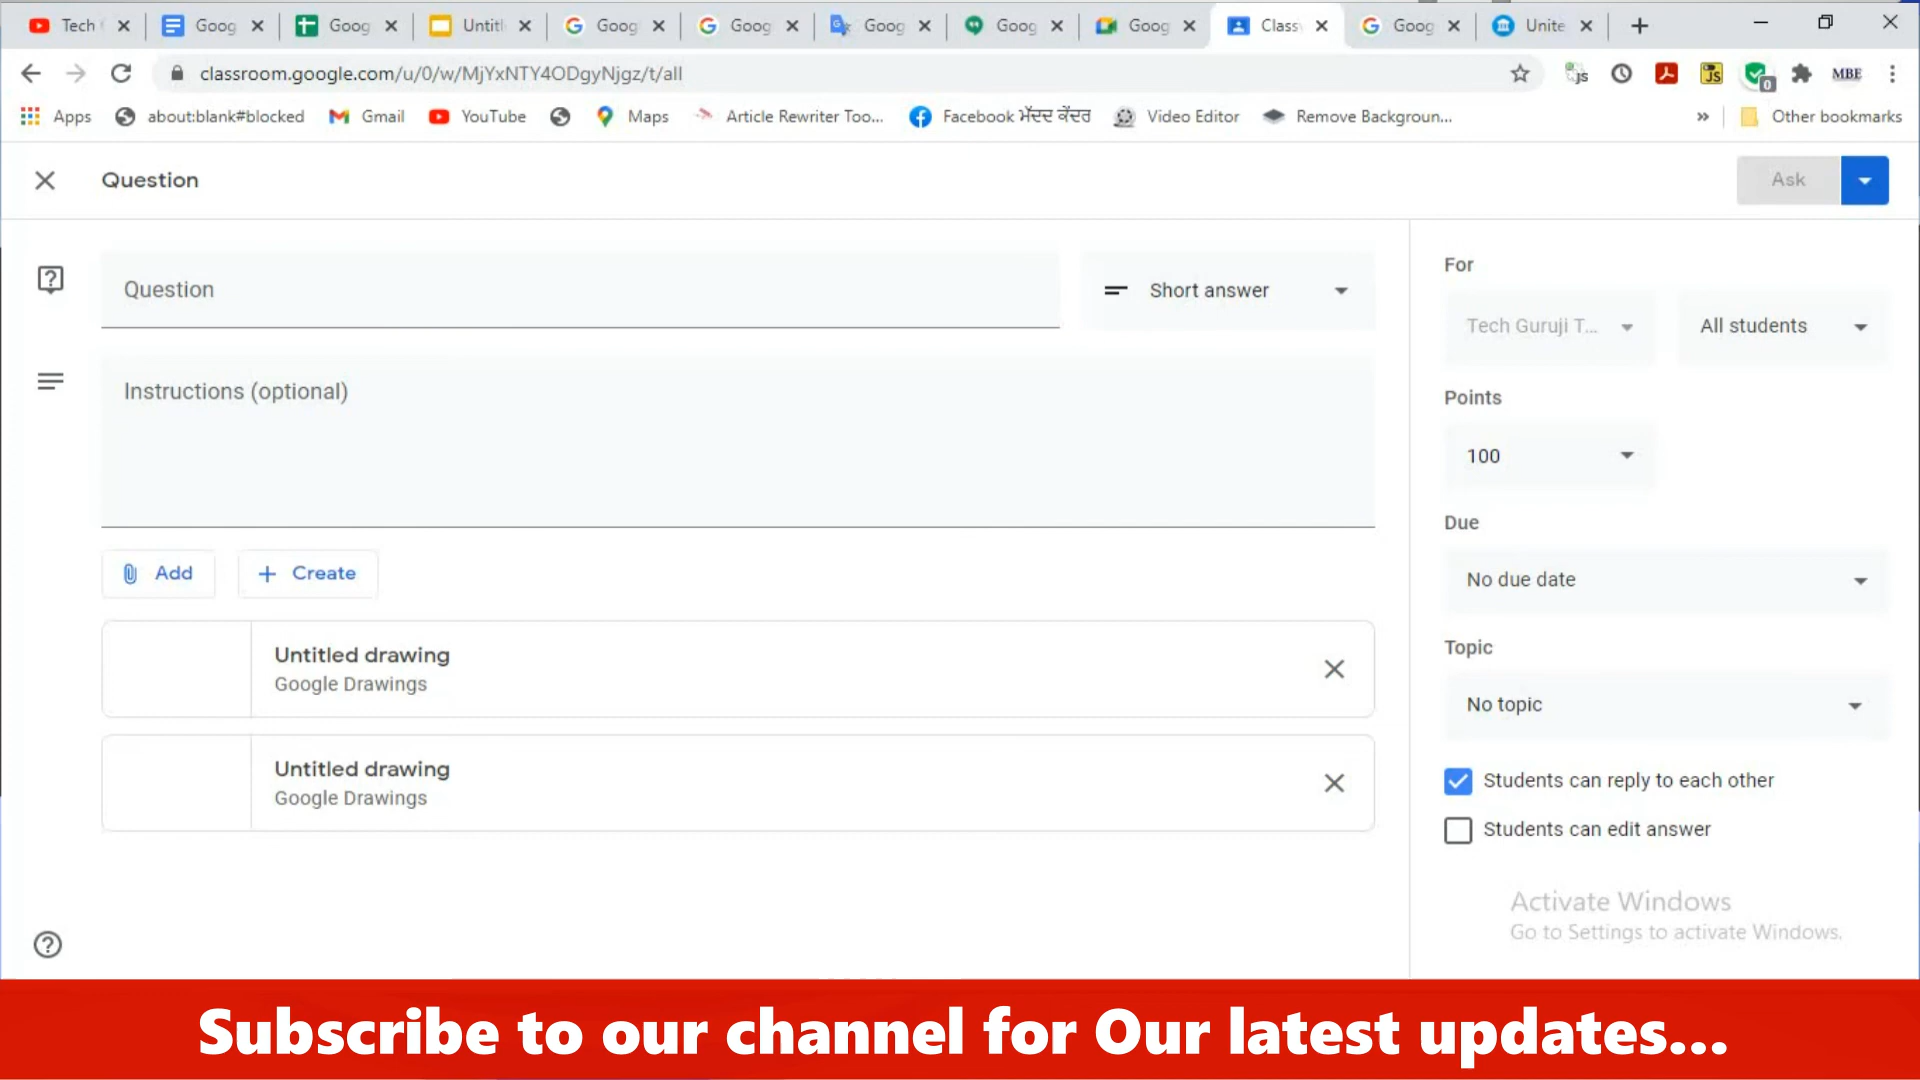 Tech
Goog
Goog
Untitl
Goog
Goog
Goog
Goog
Goog
Class
Goog
Unite
classroom.google.com/u/0/w/MjYxNTY4ODgyNjgz/t/all
JS
JS
0
MBE
Apps
about:blank#blocked
Gmail
YouTube
Maps
Article Rewriter Too...
Facebook ਮੱਦਦ ਕੇਂਦਰ
Video Editor
Remove Backgroun...
Other bookmarks
Question
Ask
Question
Short answer
Instructions (optional)
Add
Create
Untitled drawing
Google Drawings
Untitled drawing
Google Drawings
For
Tech Guruji T...
All students
Points
100
Due
No due date
Topic
No topic
Students can reply to each other
Students can edit answer
Activate Windows
Go to Settings to activate Windows.
Subscribe to our channel for Our latest updates...